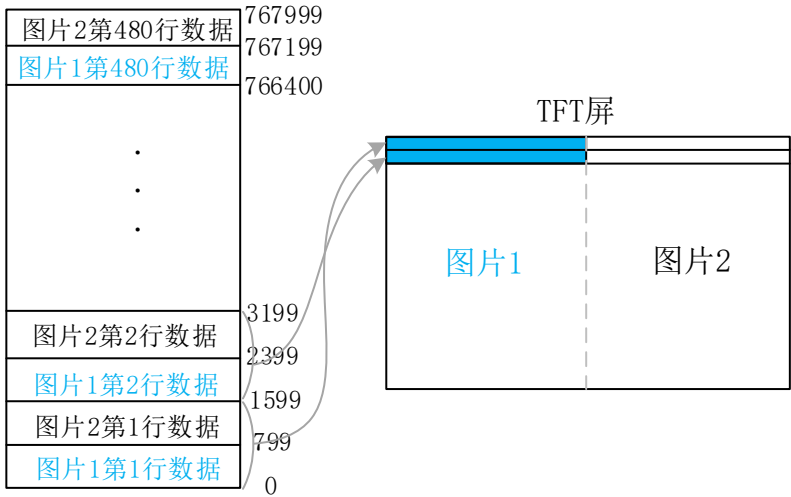 图片2第480行数据
767999
767199
图片1第480行数据
766400
TFT屏
图片1
图片2
3199
图片2第2行数据
2399
图片1第2行数据
1599
图片2第1行数据
799
图片1第1行数据
0